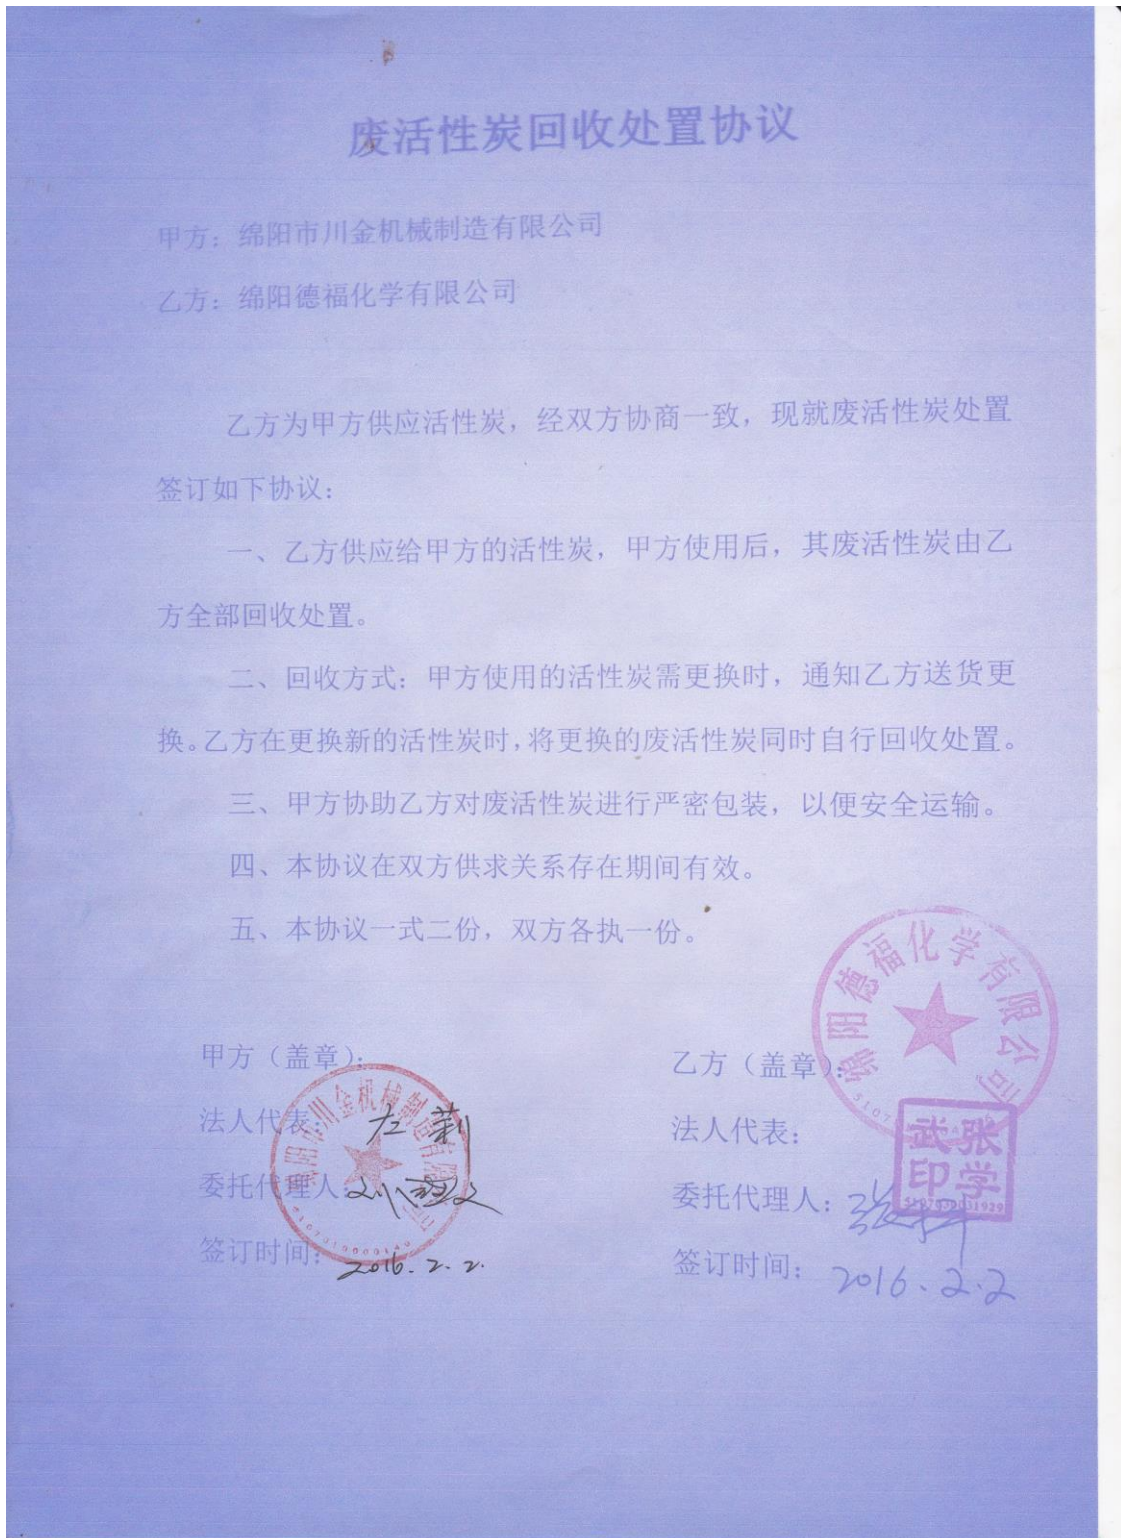 废活性炭回收处置协议
甲方：绵阳市川金机械制造有限公司
乙方：绵阳德福化学有限公司
乙方为甲方供应活性炭，经双方协商一致，现就废活性炭处置
签订如下协议：
一、乙方供应给甲方的活性炭，甲方使用后，其废活性炭由乙
方全部回收处置。
二、回收方式：甲方使用的活性炭需更换时，通知乙方送货更
换。乙方在更换新的活性炭时，将更换的废活性炭同时自行回收处置。
三、甲方协助乙方对废活性炭进行严密包装，以便安全运输。
四、本协议在双方供求关系存在期间有效。
五、本协议一式二份，双方各执一份。
甲方（盖章）：
绵阳市川金机械制造有限公司
法人代表：
委托代理人：
签订时间：2016.2.2.
乙方（盖章）：
绵阳德福化学有限公司
法人代表：
张学武印
委托代理人：
签订时间：2016.2.2